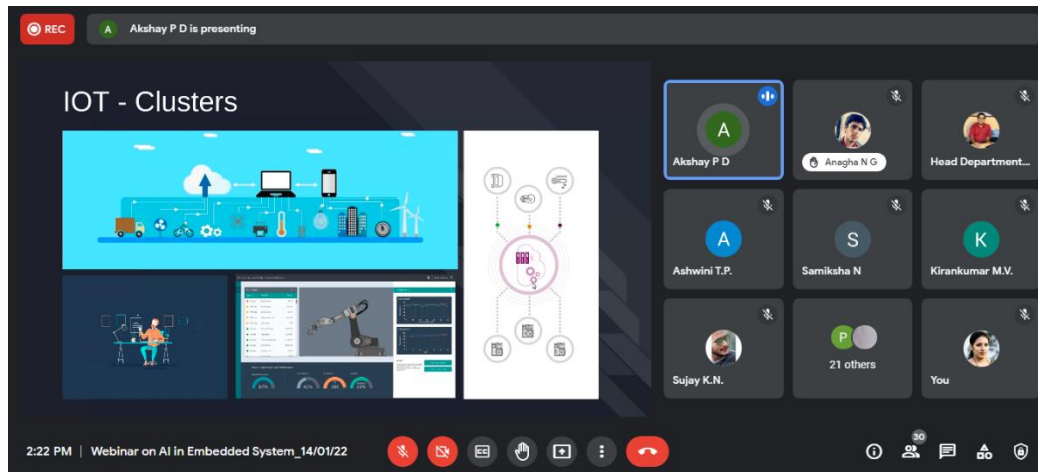 REC
A Akshay P D is presenting
IOT - Clusters
A
Akshay P D
Anagha N G
Head Department...
A
Ashwini T.P.
S
Samiksha N
K
Kirankumar M.V.
Sujay K.N.
P
21 others
You
2:22 PM | Webinar on AI in Embedded System_14/01/22
CC
30